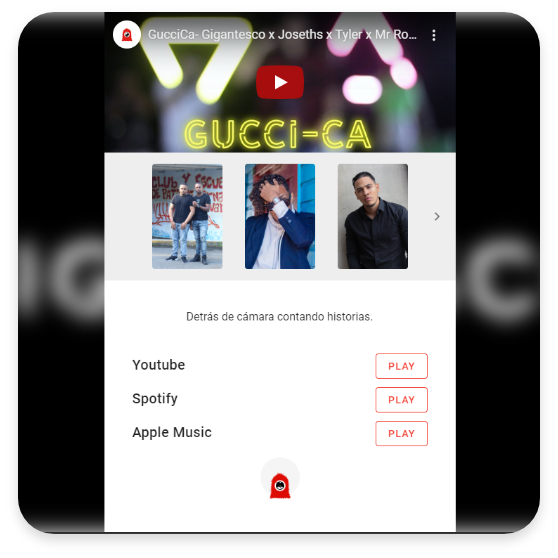 GucciCa- Gigantesco x Joseths x Tyler x Mr Ro...
GUCCi-CA
Detrás de cámara contando historias.
Youtube
PLAY
Spotify
PLAY
Apple Music
PLAY